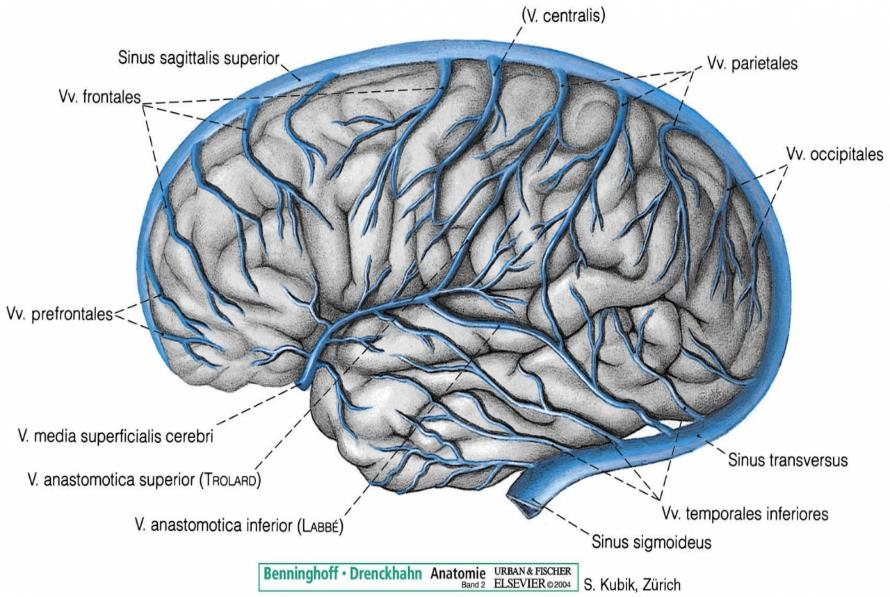 (V. centralis)
Sinus sagittalis superior
Vv. parietales
Vv. frontales
Vv. occipitales
Vv. prefrontales
V. media superficialis cerebri
Sinus transversus
V. anastomotica superior (TROLARD)
Vv. temporales inferiores
V. anastomotica inferior (LABBÉ)
Sinus sigmoideus
Benninghoff · Drenckhahn Anatomie URBAN & FISCHER
Band 2 ELSEVIER © 2004
S. Kubik, Zürich